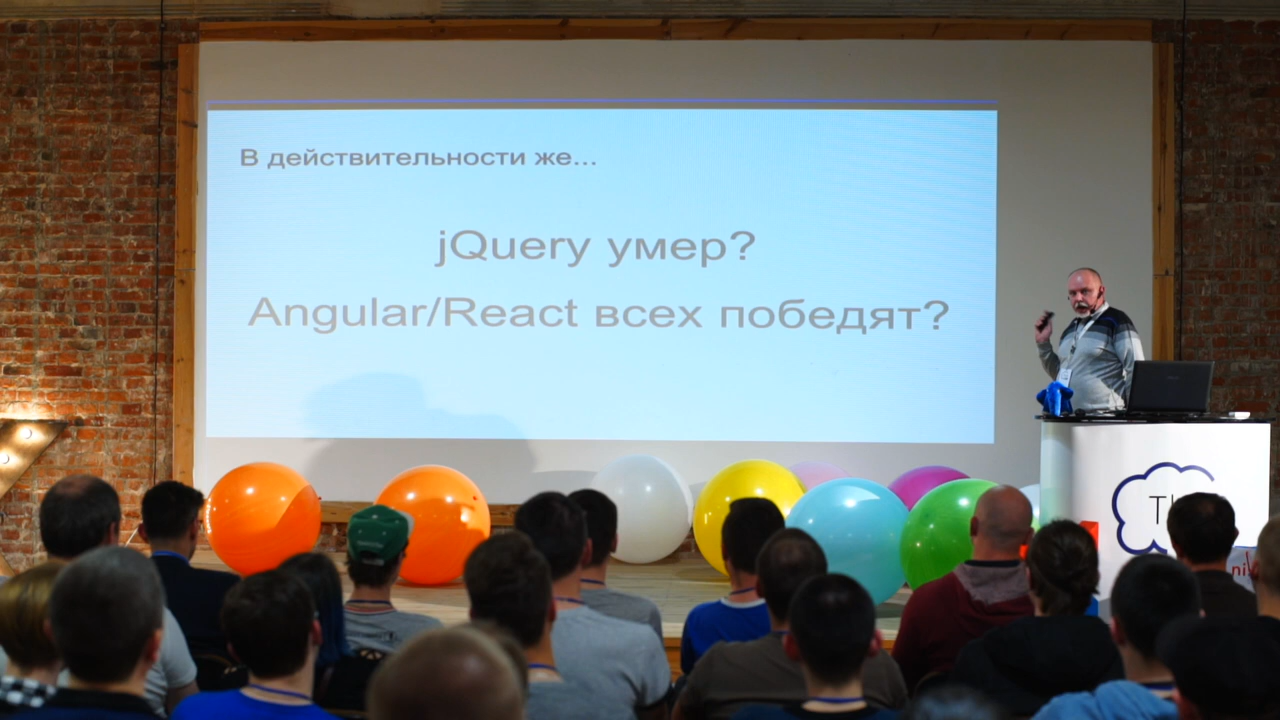 В действительности же...
jQuery умер?
Angular/React всех победят?